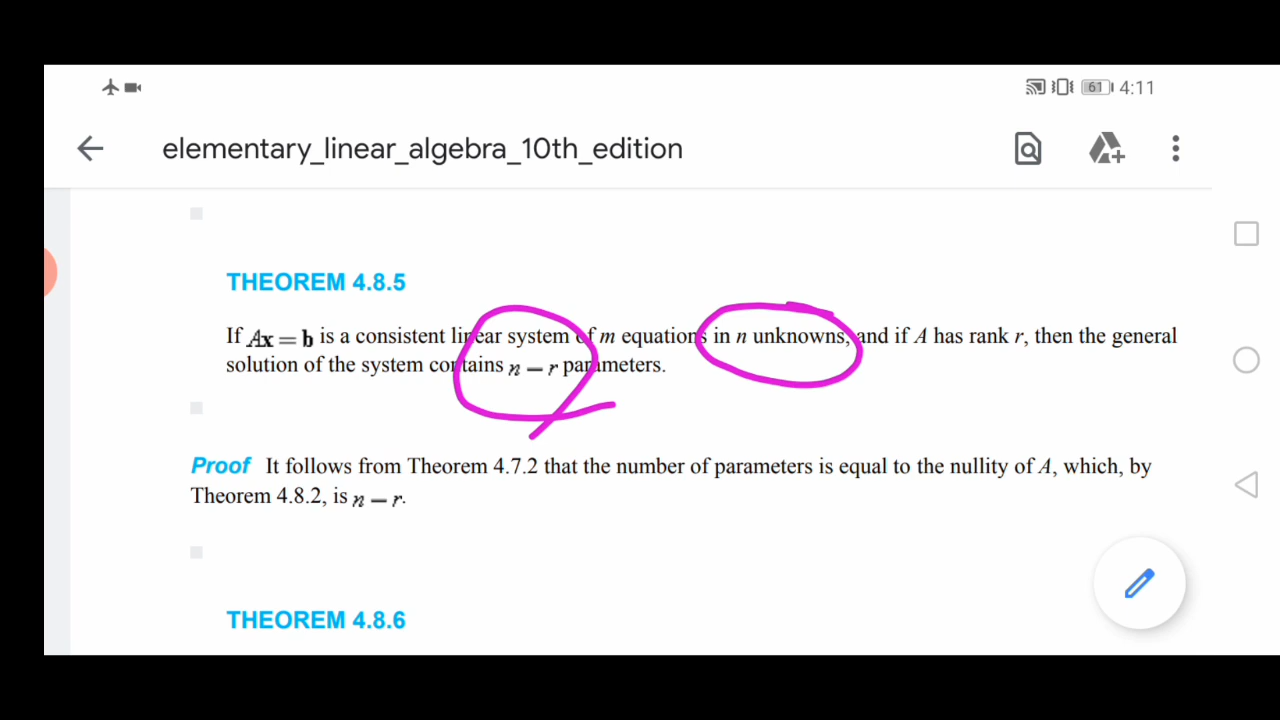 61 4:11
elementary_linear_algebra_10th_edition
THEOREM 4.8.5
If Ax = b is a consistent linear system of m equations in n unknowns, and if A has rank r, then the general
solution of the system contains n − r parameters.
Proof It follows from Theorem 4.7.2 that the number of parameters is equal to the nullity of A, which, by
Theorem 4.8.2, is n − r.
THEOREM 4.8.6